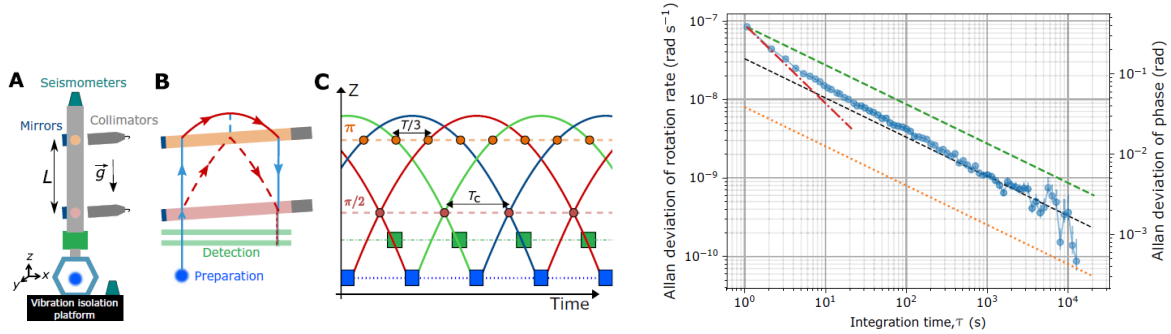 A
Seismometers
Mirrors
Collimators
L
g
z
x
y
Vibration isolation
platform
B
Detection
Preparation
C
Z
π
T/3
π/2
T_C
Time
Allan deviation of rotation rate (rad s⁻¹)
10⁻⁷
10⁻⁸
10⁻⁹
10⁻¹⁰
10⁰
10¹
10²
10³
10⁴
Integration time, τ (s)
10⁻¹
10⁻²
10⁻³
Allan deviation of phase (rad)